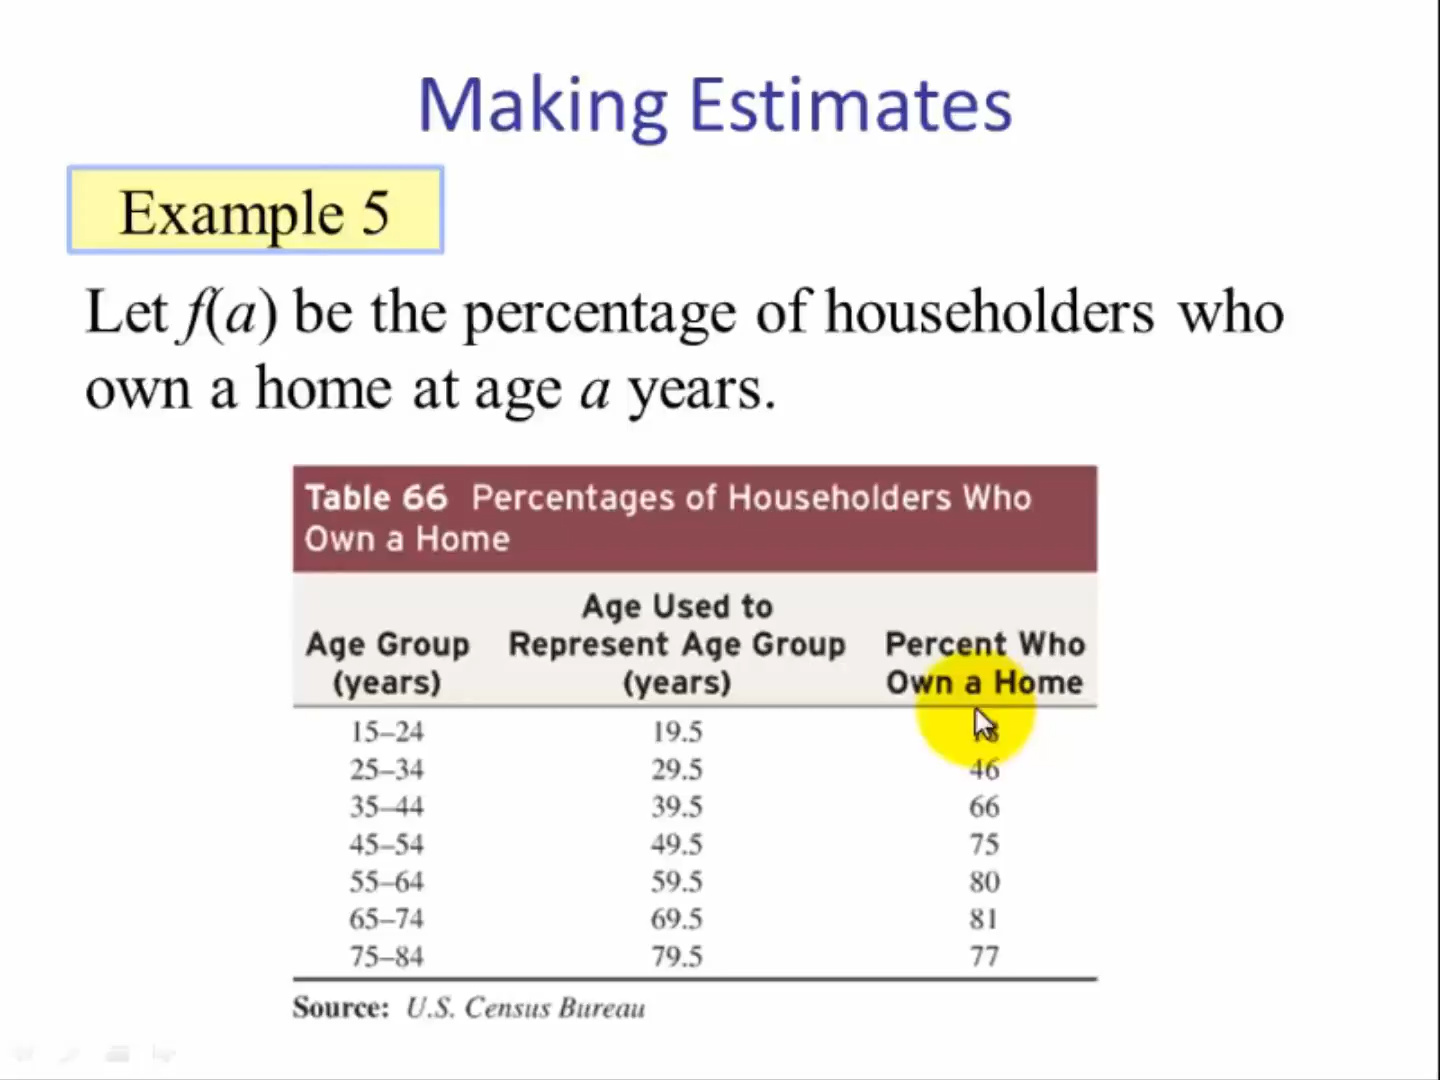 Making Estimates
Example 5
Let f(a) be the percentage of householders who
own a home at age a years.
Table 66 Percentages of Householders Who
Own a Home
Age Group (years) Age Used to Represent Age Group (years) Percent Who Own a Home
15–24 19.5
25–34 29.5 46
35–44 39.5 66
45–54 49.5 75
55–64 59.5 80
65–74 69.5 81
75–84 79.5 77
Source: U.S. Census Bureau